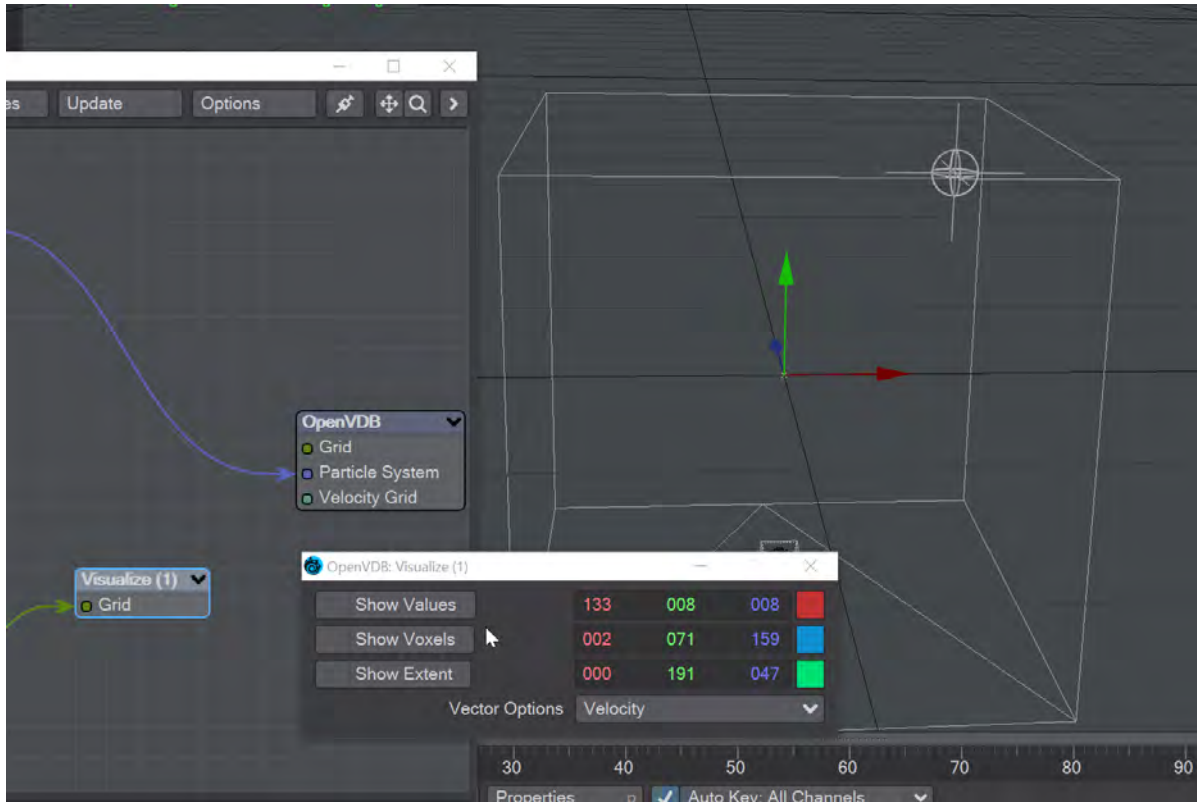 es Update Options
OpenVDB
Grid
Particle System
Velocity Grid
Visualize (1)
Grid
OpenVDB: Visualize (1)
Show Values 133 008 008
Show Voxels 002 071 159
Show Extent 000 191 047
Vector Options Velocity
30 40 50 60 70 80 90
Properties Auto Key: All Channels